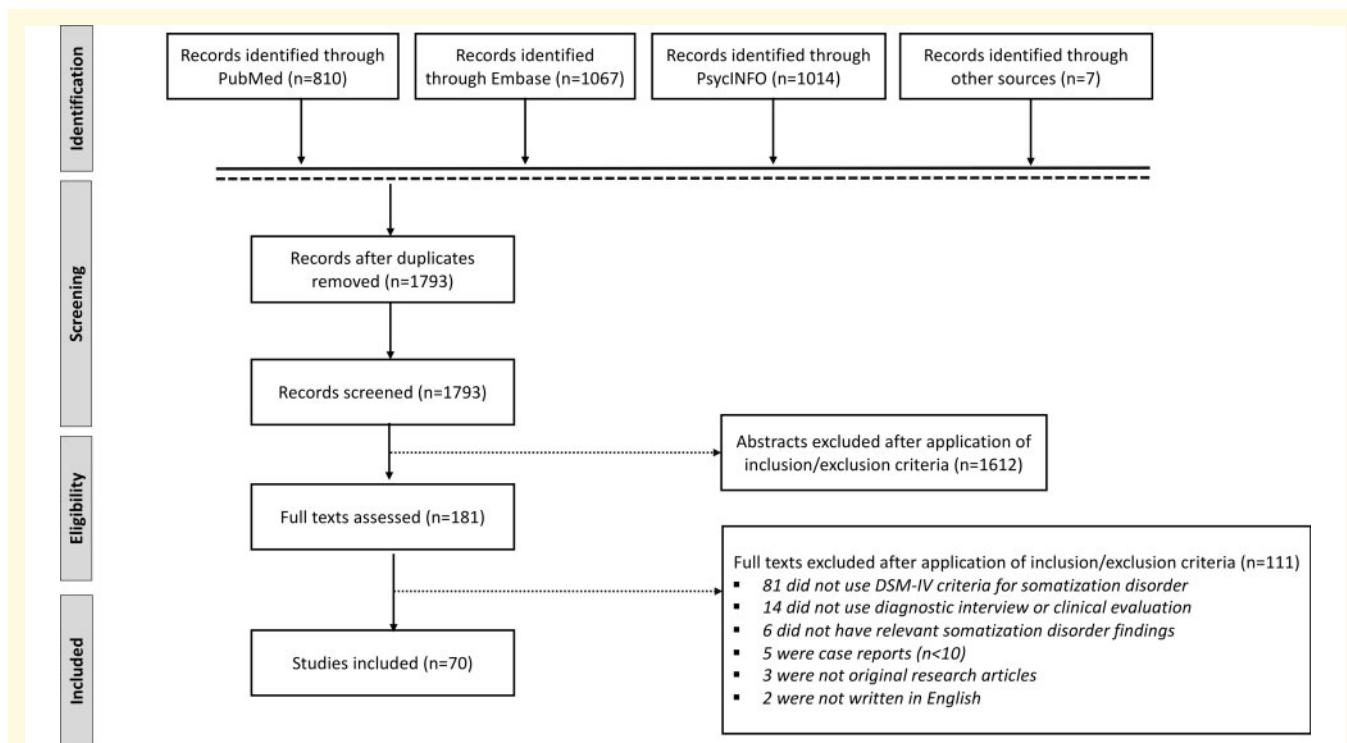 Identification
Records identified through
PubMed (n=810)
Records identified
through Embase (n=1067)
Records identified through
PsycINFO (n=1014)
Records identified through
other sources (n=7)
Screening
Records after duplicates
removed (n=1793)
Records screened (n=1793)
Abstracts excluded after application of
inclusion/exclusion criteria (n=1612)
Eligibility
Full texts assessed (n=181)
Full texts excluded after application of inclusion/exclusion criteria (n=111)
▪ 81 did not use DSM-IV criteria for somatization disorder
▪ 14 did not use diagnostic interview or clinical evaluation
▪ 6 did not have relevant somatization disorder findings
▪ 5 were case reports (n<10)
▪ 3 were not original research articles
▪ 2 were not written in English
Included
Studies included (n=70)